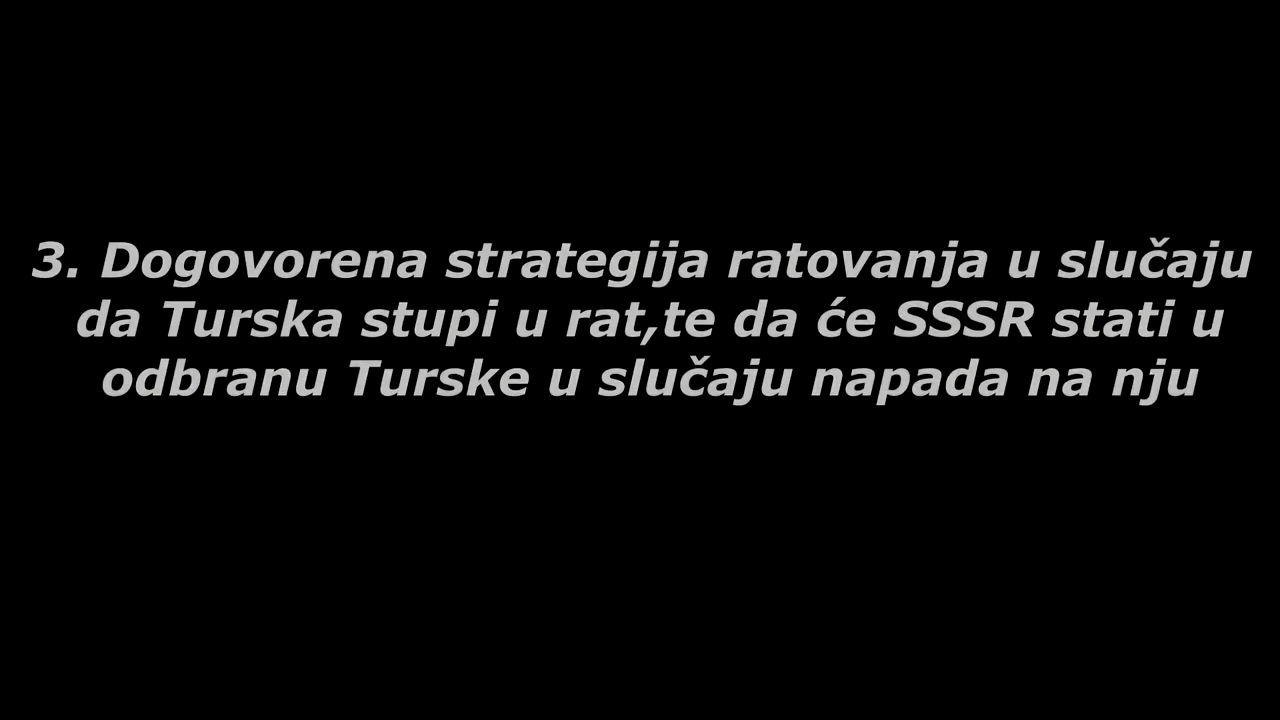 3. Dogovorena strategija ratovanja u slučaju
da Turska stupi u rat,te da će SSSR stati u
odbranu Turske u slučaju napada na nju